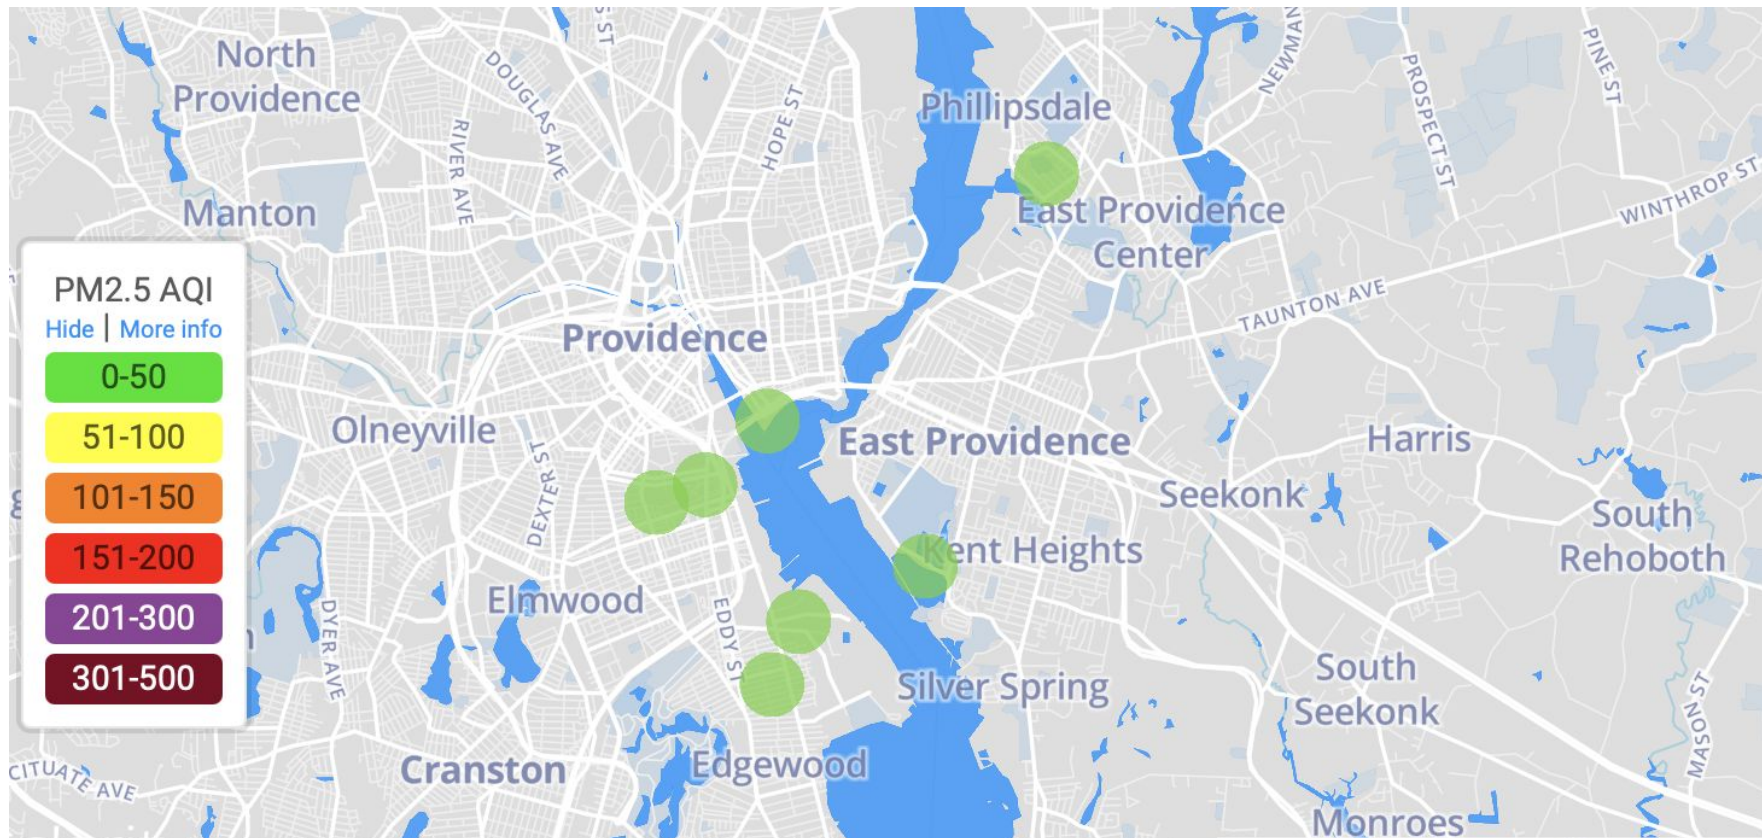 North
Providence
DOUGLAS AVE
S ST
HOPE ST
RIVER AVE
Phillipsdale
NEWMAN
PROSPECT ST
PINE ST
WINTHROP ST
Manton
East Providence
Center
TAUNTON AVE
PM2.5 AQI
Hide | More info
0-50
51-100
101-150
151-200
201-300
301-500
Providence
Olneyville
DEXTER ST
East Providence
Harris
Seekonk
South
Rehoboth
Kent Heights
Elmwood
EDDY ST
DYER AVE
Silver Spring
South
Seekonk
MASON ST
Cranston
Edgewood
CITUATE AVE
Monroes